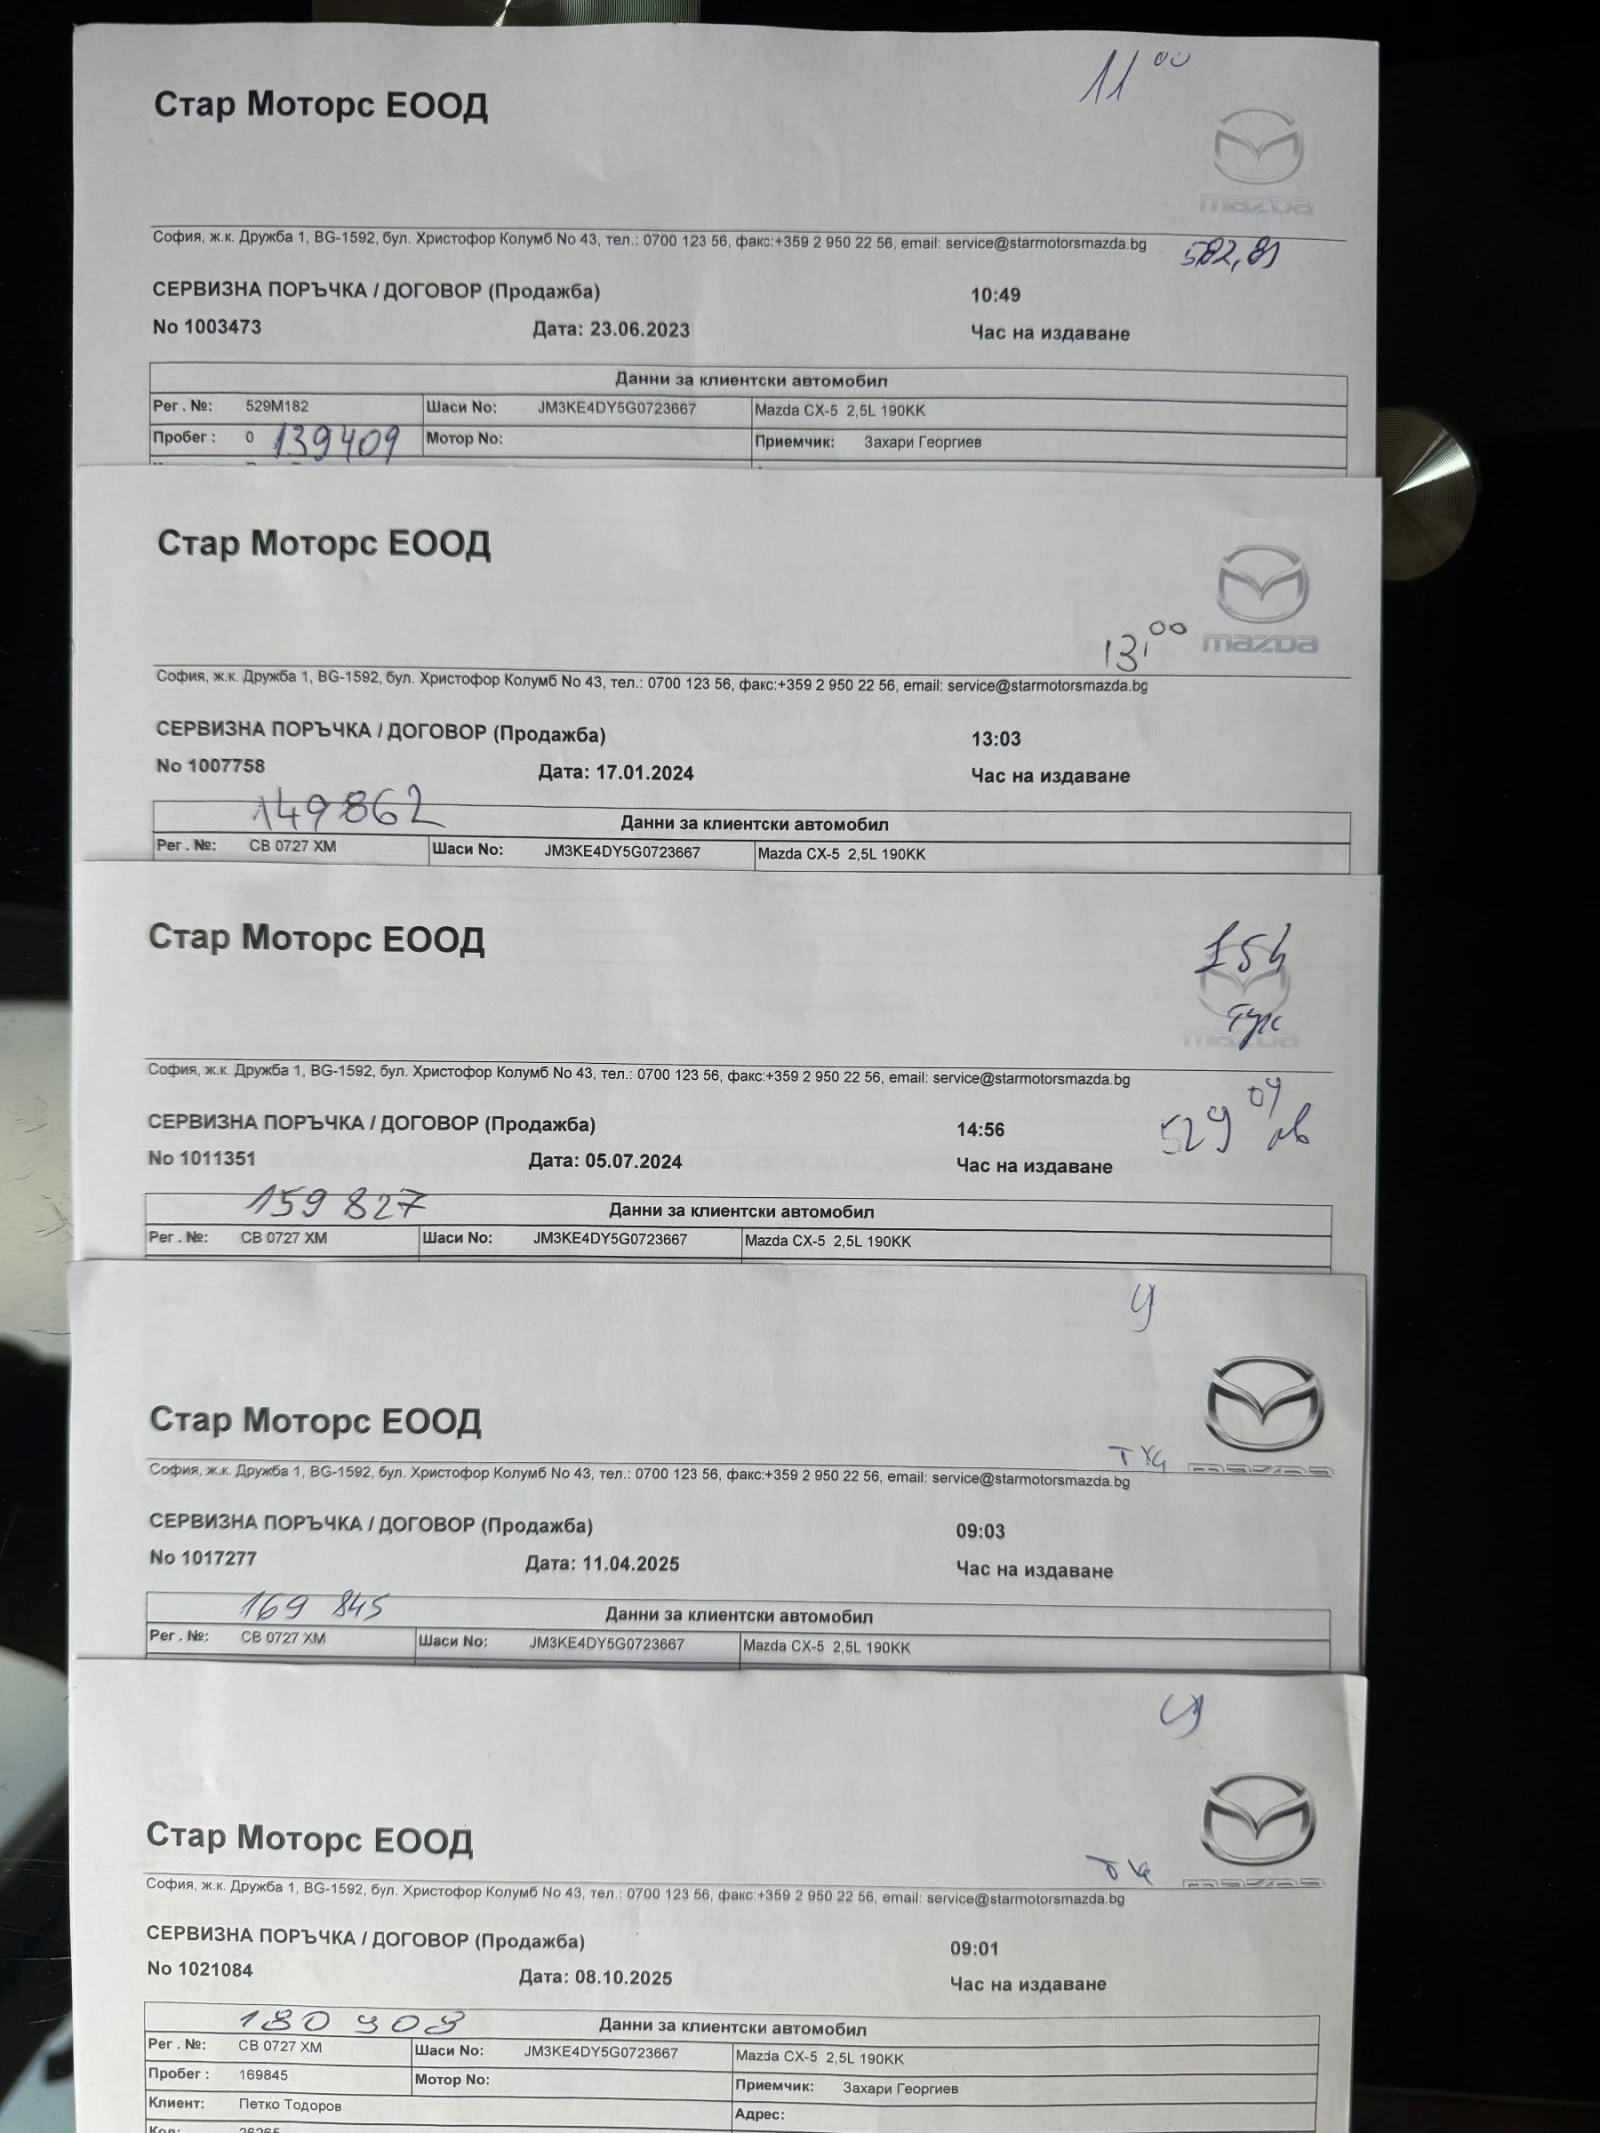 11 00
Стар Моторс ЕООД
mazda
София, ж.к. Дружба 1, BG-1592, бул. Христофор Колумб No 43, тел.: 0700 123 56, факс:+359 2 950 22 56, email: service@starmotorsmazda.bg
582,81
СЕРВИЗНА ПОРЪЧКА / ДОГОВОР (Продажба) 10:49
No 1003473 Дата: 23.06.2023 Час на издаване
Данни за клиентски автомобил
Рег . №: 529M182 Шаси No: JM3KE4DY5G0723667 Mazda CX-5 2,5L 190KK
Пробег : 0 139409 Мотор No: Приемчик: Захари Георгиев
Стар Моторс ЕООД
13,00 mazda
София, ж.к. Дружба 1, BG-1592, бул. Христофор Колумб No 43, тел.: 0700 123 56, факс:+359 2 950 22 56, email: service@starmotorsmazda.bg
СЕРВИЗНА ПОРЪЧКА / ДОГОВОР (Продажба) 13:03
No 1007758 Дата: 17.01.2024 Час на издаване
149862 Данни за клиентски автомобил
Рег . №: CB 0727 XM Шаси No: JM3KE4DY5G0723667 Mazda CX-5 2,5L 190KK
Стар Моторс ЕООД
15h
mazda
София, ж.к. Дружба 1, BG-1592, бул. Христофор Колумб No 43, тел.: 0700 123 56, факс:+359 2 950 22 56, email: service@starmotorsmazda.bg
СЕРВИЗНА ПОРЪЧКА / ДОГОВОР (Продажба) 14:56 529 04 лв
No 1011351 Дата: 05.07.2024 Час на издаване
159 827 Данни за клиентски автомобил
Рег . №: CB 0727 XM Шаси No: JM3KE4DY5G0723667 Mazda CX-5 2,5L 190KK
Стар Моторс ЕООД
mazda
София, ж.к. Дружба 1, BG-1592, бул. Христофор Колумб No 43, тел.: 0700 123 56, факс:+359 2 950 22 56, email: service@starmotorsmazda.bg
СЕРВИЗНА ПОРЪЧКА / ДОГОВОР (Продажба) 09:03
No 1017277 Дата: 11.04.2025 Час на издаване
169 845 Данни за клиентски автомобил
Рег . №: CB 0727 XM Шаси No: JM3KE4DY5G0723667 Mazda CX-5 2,5L 190KK
Стар Моторс ЕООД
mazda
София, ж.к. Дружба 1, BG-1592, бул. Христофор Колумб No 43, тел.: 0700 123 56, факс:+359 2 950 22 56, email: service@starmotorsmazda.bg
СЕРВИЗНА ПОРЪЧКА / ДОГОВОР (Продажба) 09:01
No 1021084 Дата: 08.10.2025 Час на издаване
180 903 Данни за клиентски автомобил
Рег . №: CB 0727 XM Шаси No: JM3KE4DY5G0723667 Mazda CX-5 2,5L 190KK
Пробег : 169845 Мотор No: Приемчик: Захари Георгиев
Клиент: Петко Тодоров Адрес:
Код: 26265